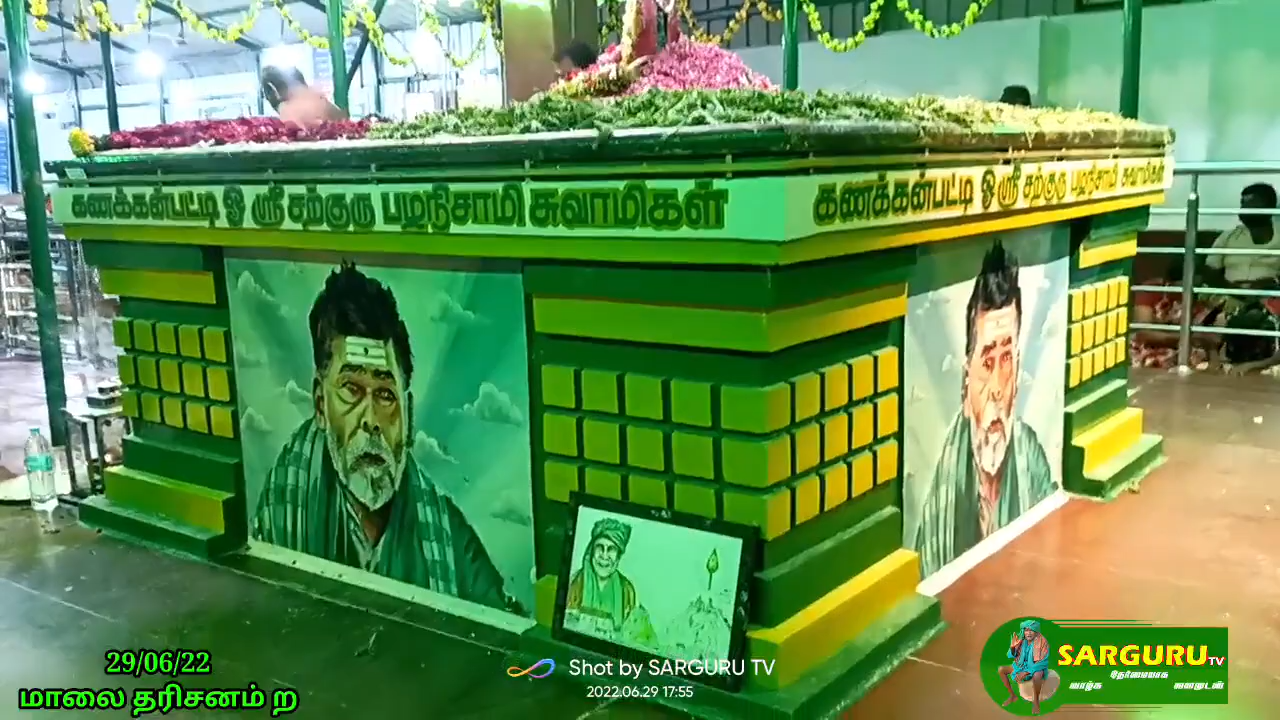 கணக்கன்பட்டி ஓ ஸ்ரீ சற்குரு பழநிசாமி சுவாமிகள்
கணக்கன்பட்டி ஓ ஸ்ரீ சற்குரு பழநிசாமி சுவாமிகள்
29/06/22
மாலை தரிசனம் ற
Shot by SARGURU TV
2022.06.29 17:55
SARGURU TV
நேர்மையாக
வாழ்க